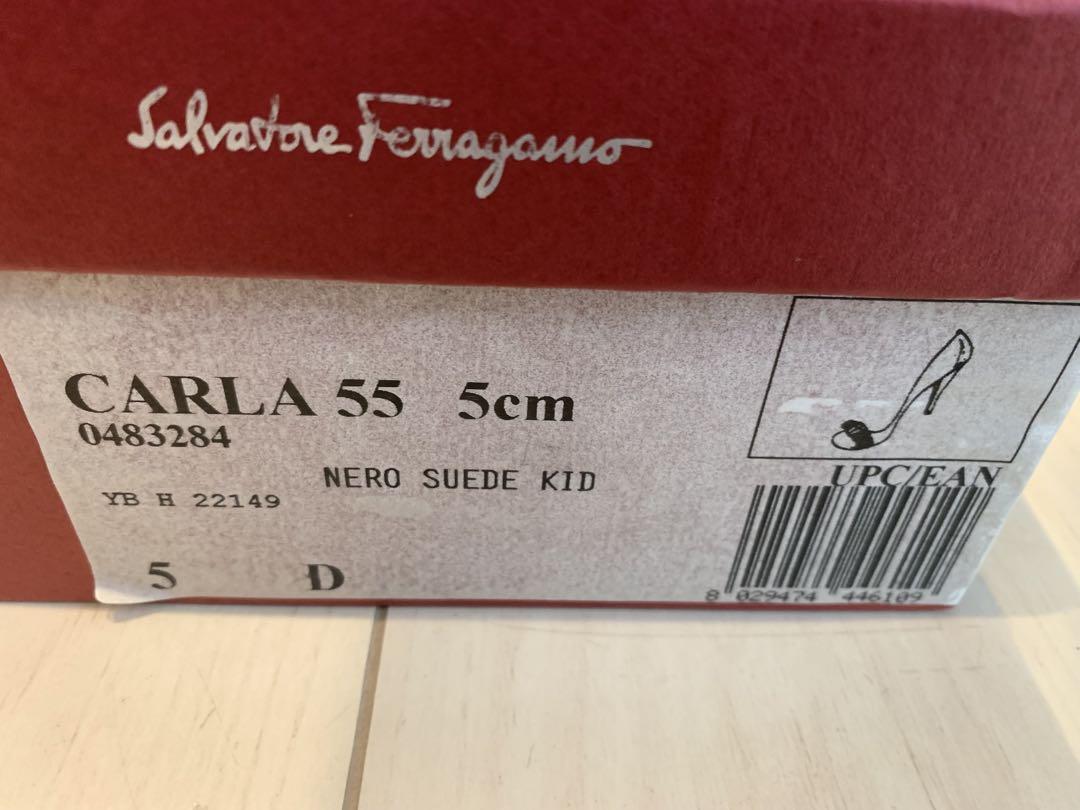 Salvatore Ferragamo
CARLA 55 5cm
0483284
NERO SUEDE KID
YB H 22149
UPC/EAN
5 D
8 029474 446109